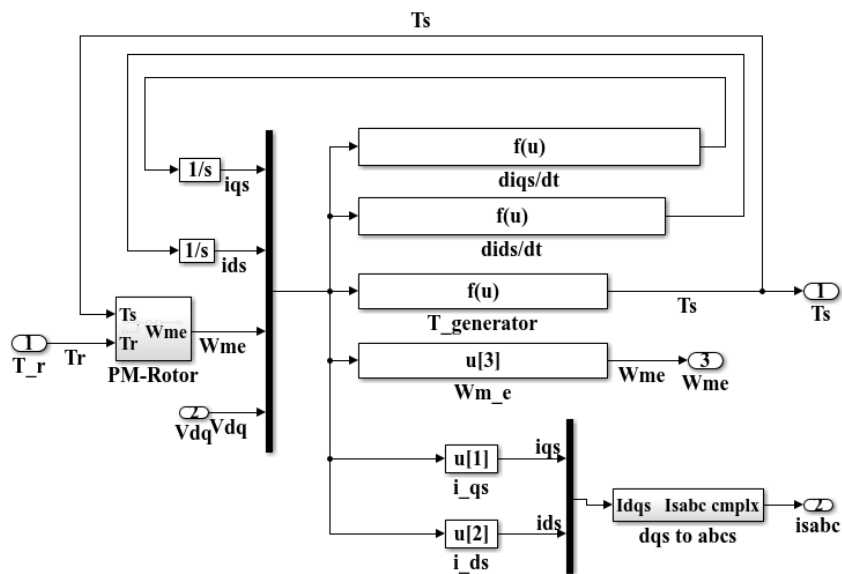 Ts
f(u)
diqs/dt
1/s
iqs
f(u)
dids/dt
1/s
ids
f(u)
T_generator
Ts
1
Ts
Ts
Tr
Wme
PM-Rotor
1
T_r
Tr
Wme
u[3]
Wm_e
Wme
3
Wme
2
Vdq
Vdq
u[1]
i_qs
iqs
u[2]
i_ds
ids
Idqs Isabc cmplx
dqs to abcs
2
isabc